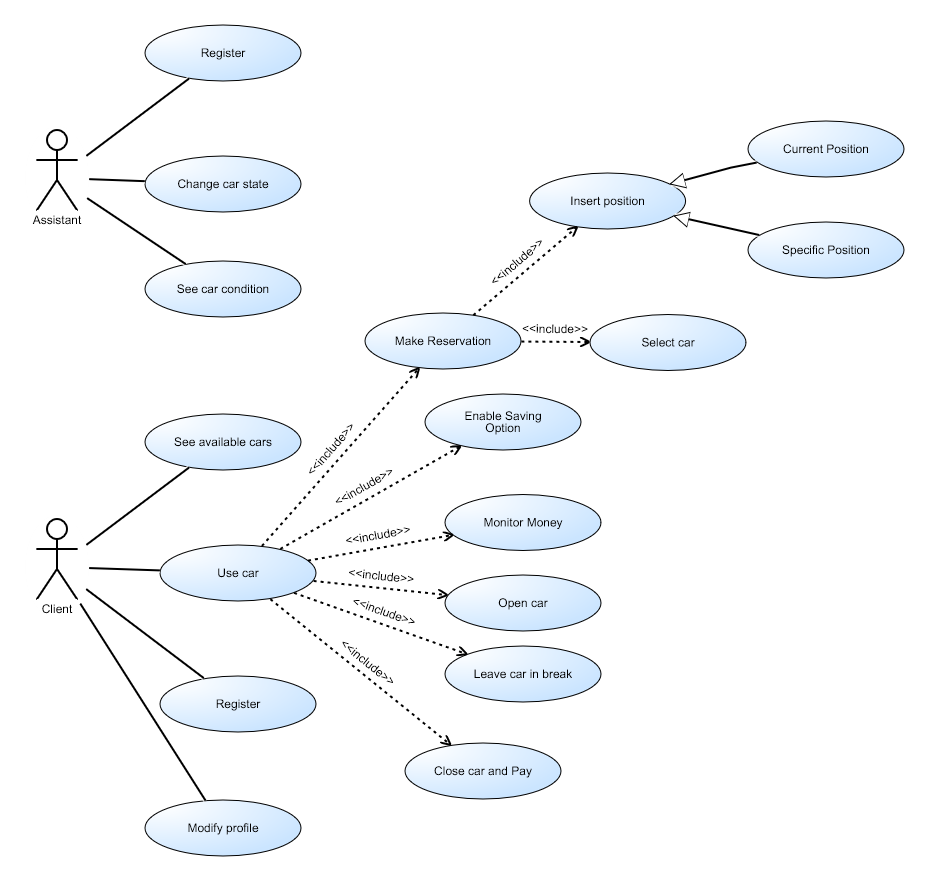 Register
Current Position
Change car state
Insert position
Assistant
Specific Position
<<include>>
See car condition
<<include>>
Make Reservation
Select car
Enable Saving
Option
See available cars
<<include>>
<<include>>
Monitor Money
<<include>>
Use car
<<include>>
Open car
Client
<<include>>
Leave car in break
<<include>>
Register
Close car and Pay
Modify profile